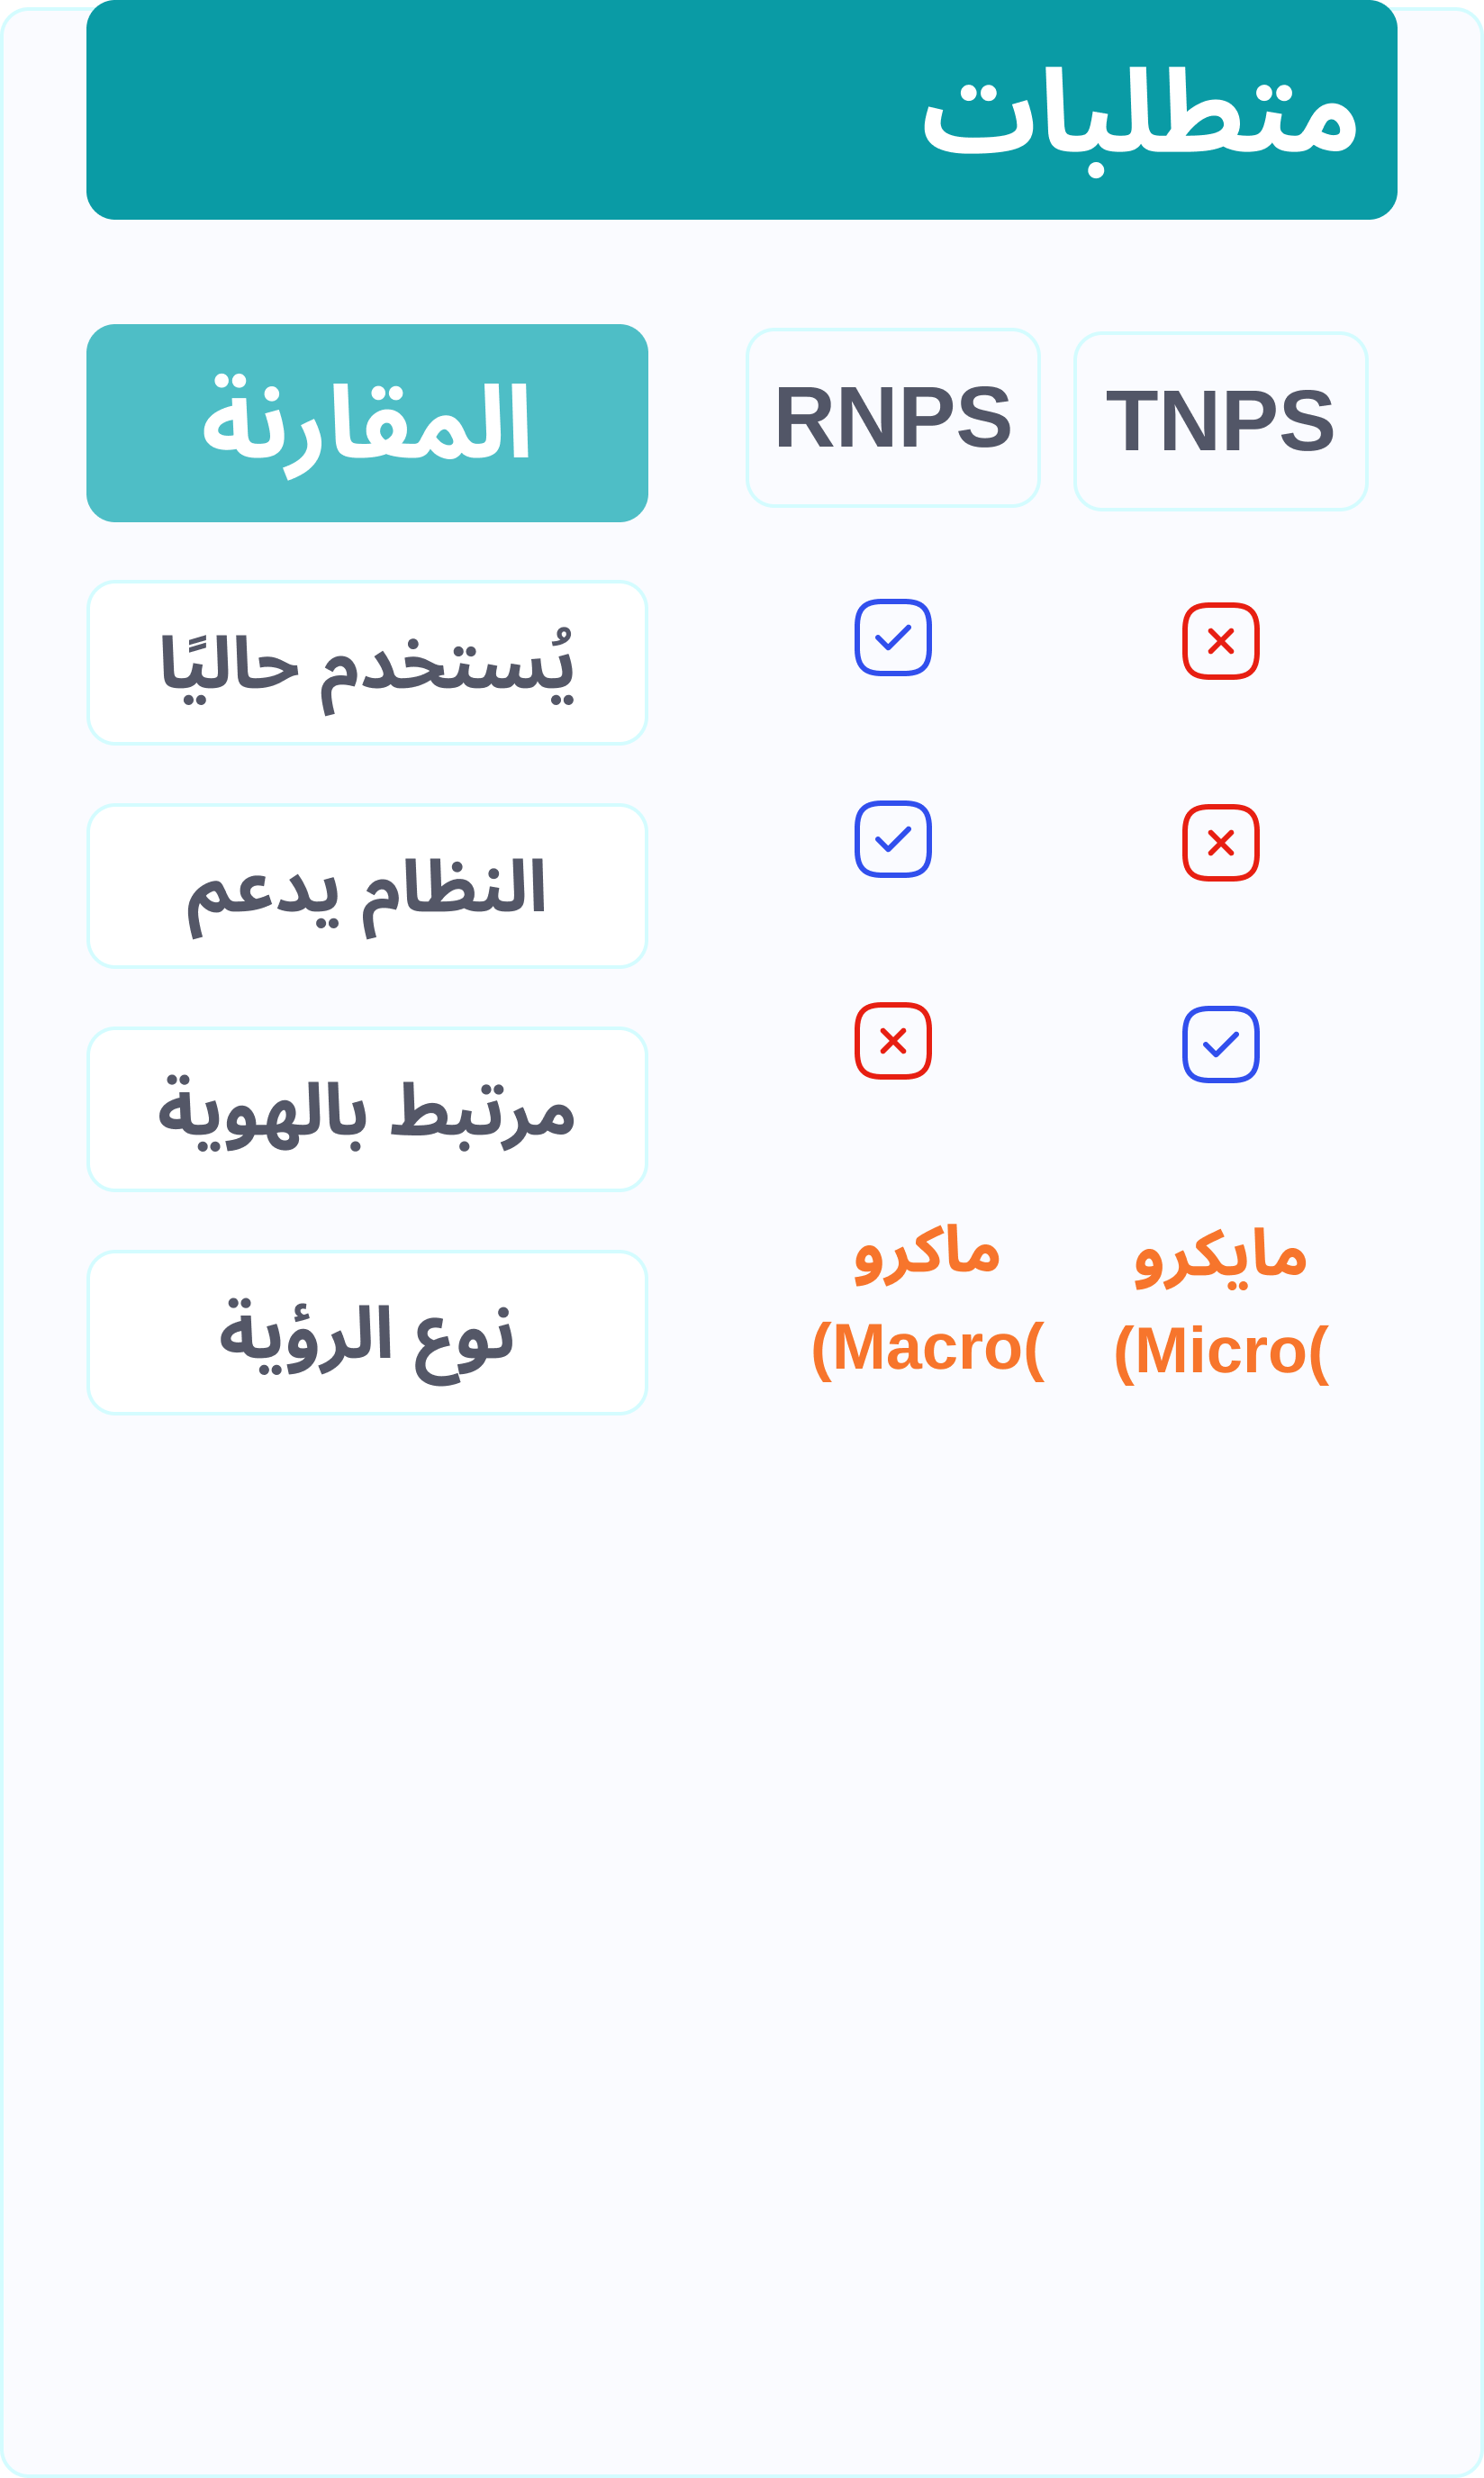 متطلبات
TNPS
RNPS
المقارنة
يُستخدم حاليًا
النظام يدعم
مرتبط بالهوية
مايكرو
(Micro(
ماكرو
(Macro(
نوع الرؤية